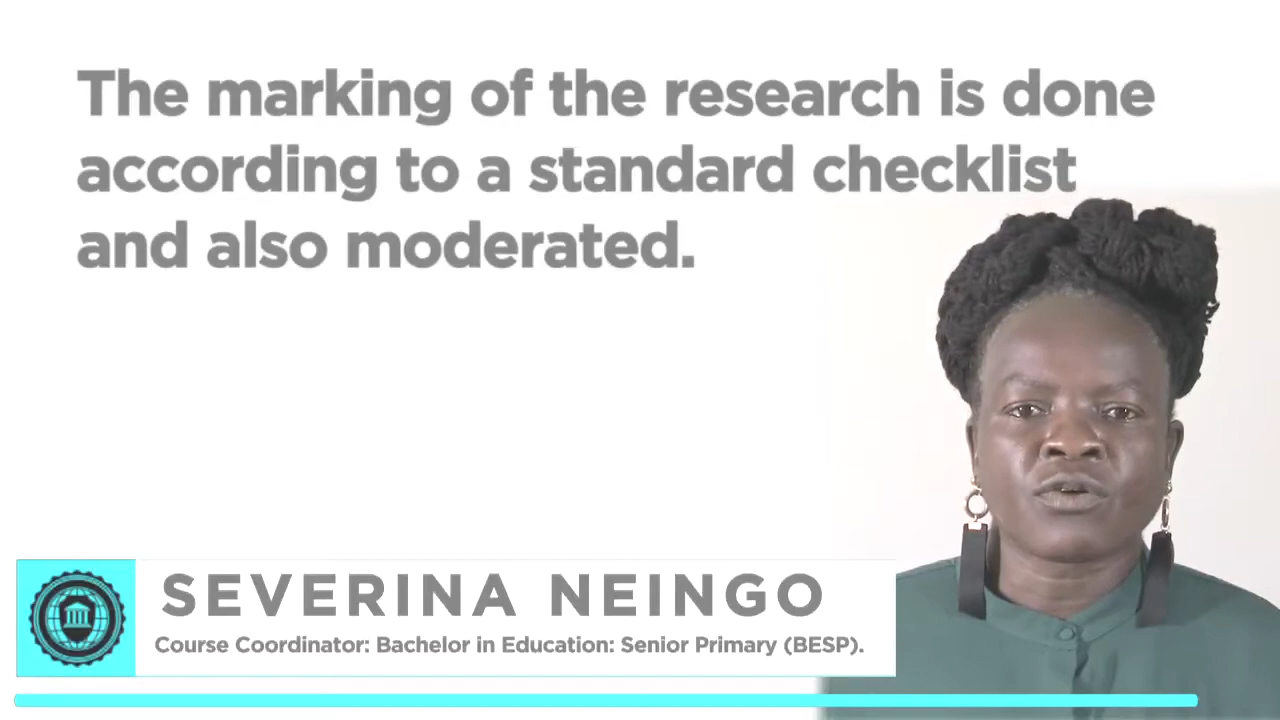 The marking of the research is done
according to a standard checklist
and also moderated.
SEVERINA NEINGO
Course Coordinator: Bachelor in Education: Senior Primary (BESP).